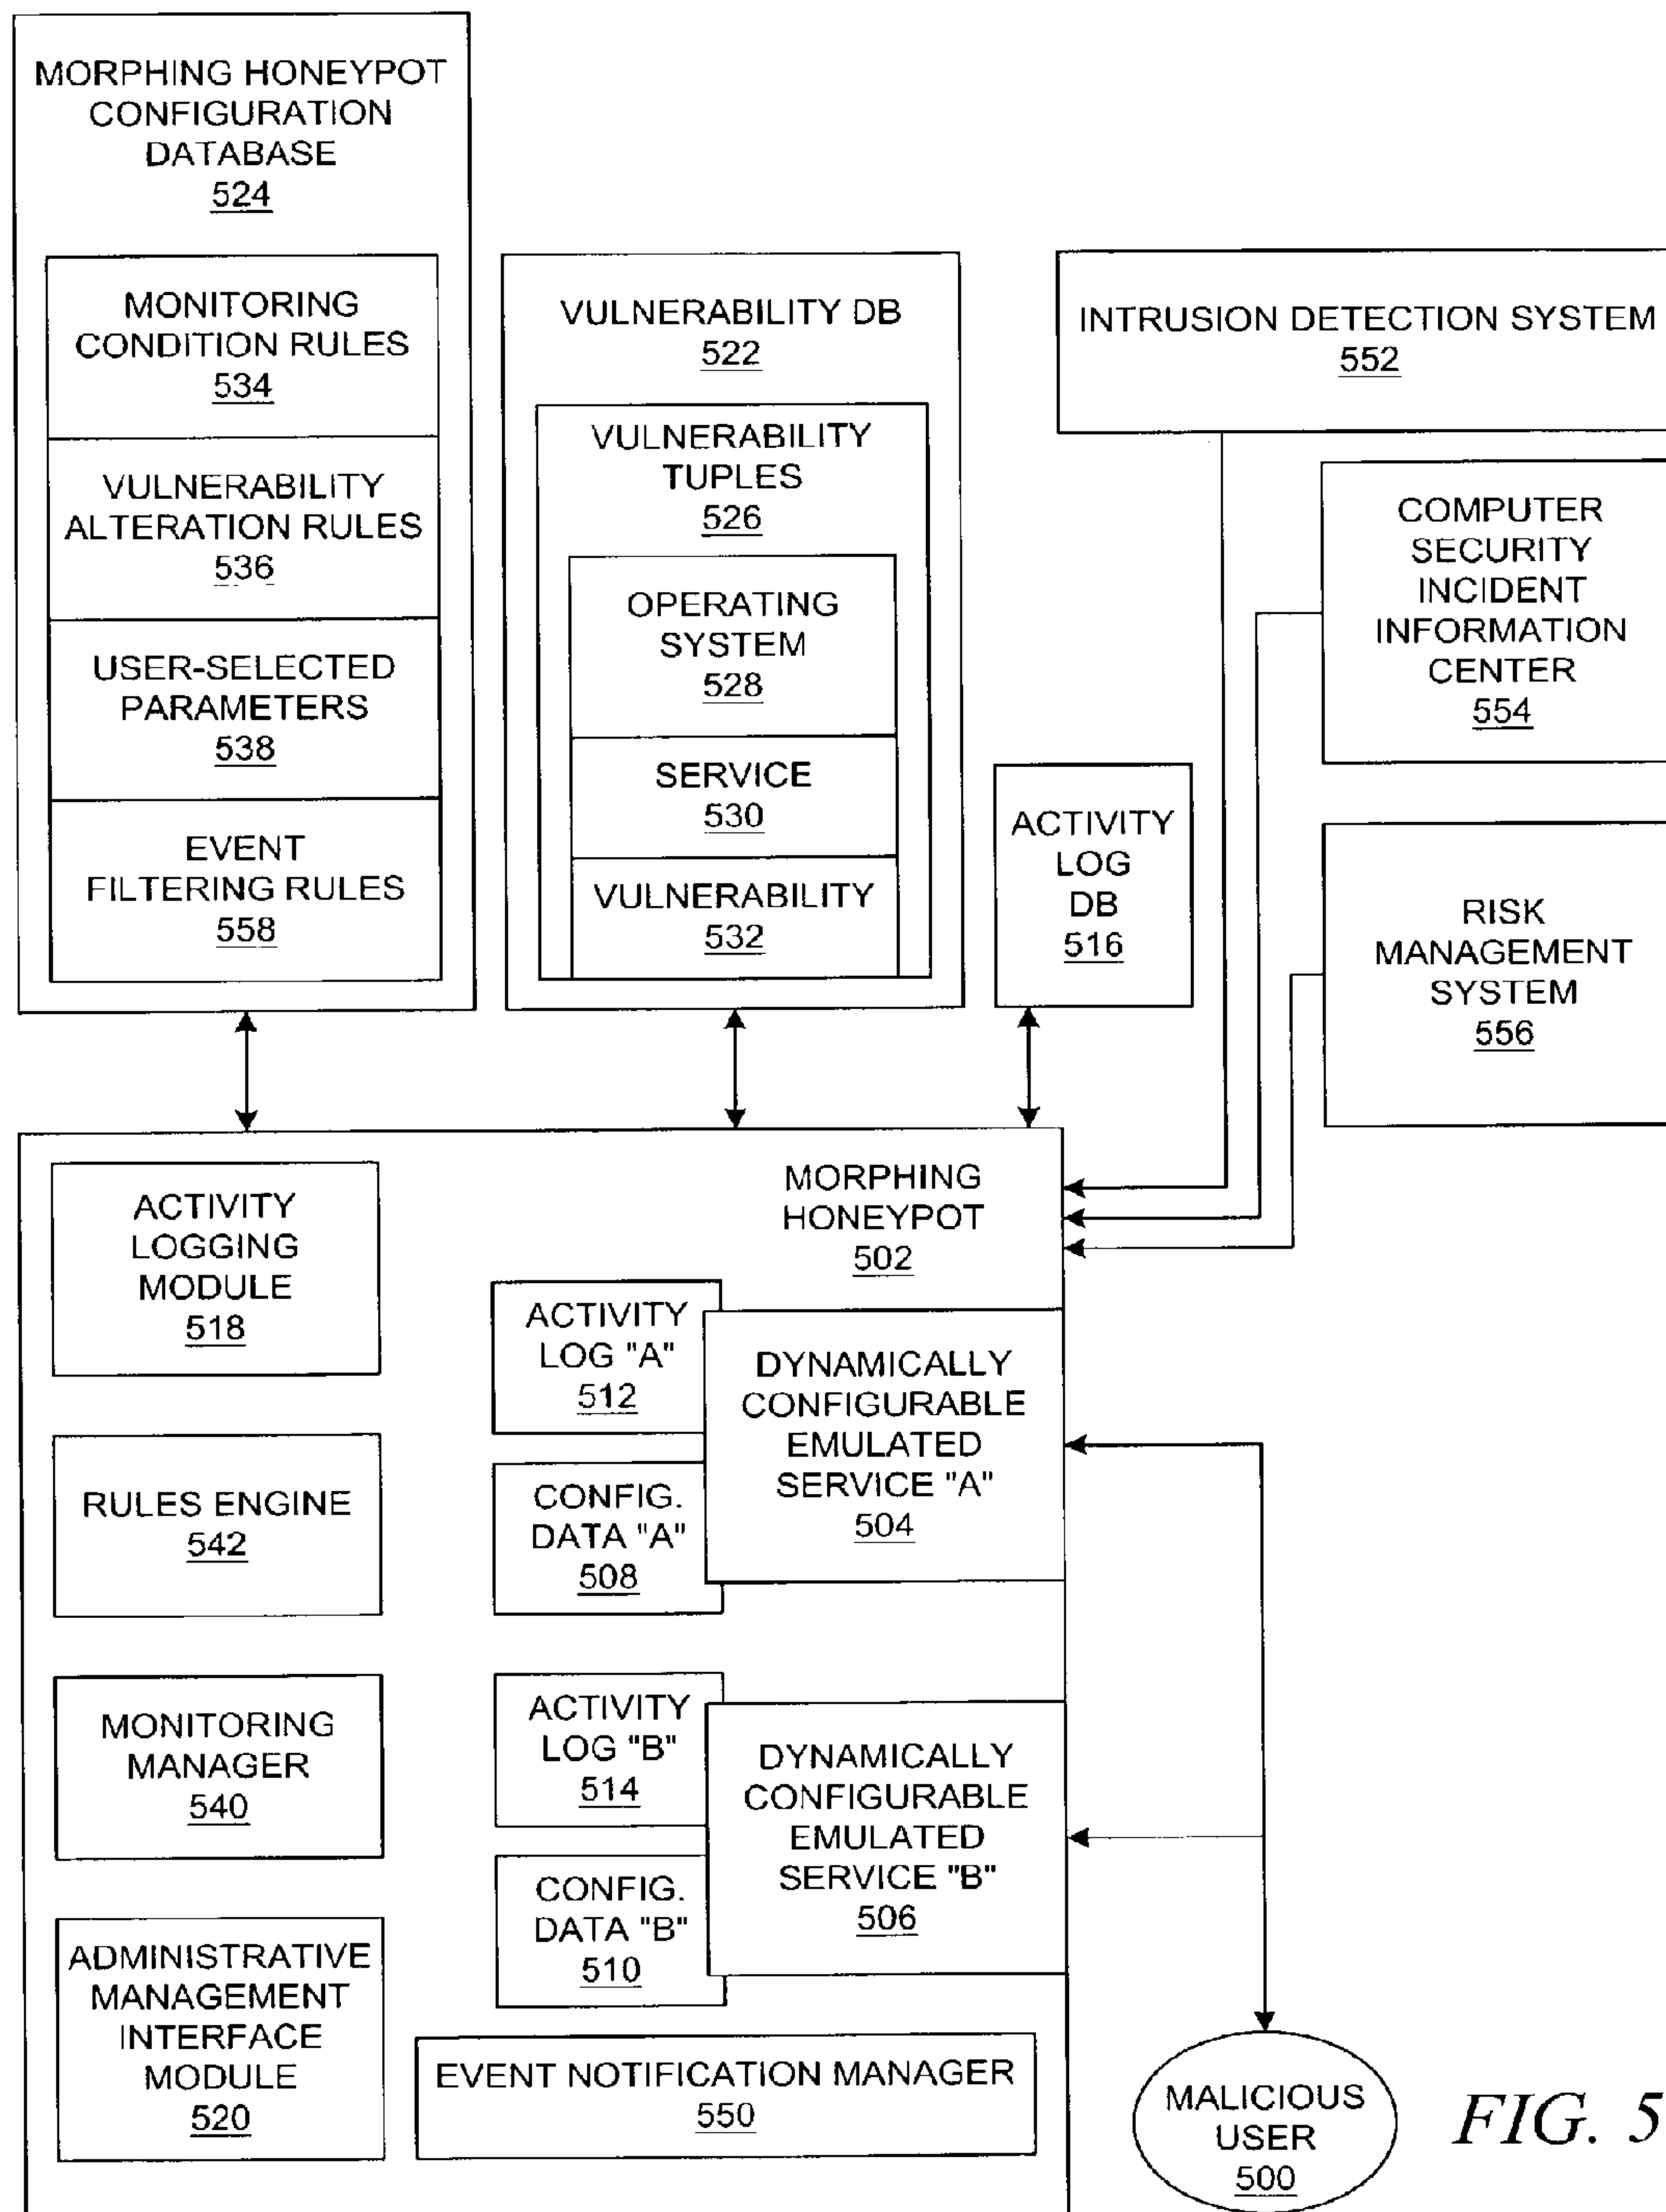 MORPHING HONEYPOT
CONFIGURATION
DATABASE
524
MONITORING
CONDITION RULES
534
VULNERABILITY
ALTERATION RULES
536
USER-SELECTED
PARAMETERS
538
EVENT
FILTERING RULES
558
VULNERABILITY DB
522
VULNERABILITY
TUPLES
526
OPERATING
SYSTEM
528
SERVICE
530
VULNERABILITY
532
ACTIVITY
LOG
DB
516
INTRUSION DETECTION SYSTEM
552
COMPUTER
SECURITY
INCIDENT
INFORMATION
CENTER
554
RISK
MANAGEMENT
SYSTEM
556
MORPHING
HONEYPOT
502
ACTIVITY
LOGGING
MODULE
518
RULES ENGINE
542
MONITORING
MANAGER
540
ADMINISTRATIVE
MANAGEMENT
INTERFACE
MODULE
520
ACTIVITY
LOG "A"
512
CONFIG.
DATA "A"
508
DYNAMICALLY
CONFIGURABLE
EMULATED
SERVICE "A"
504
ACTIVITY
LOG "B"
514
CONFIG.
DATA "B"
510
DYNAMICALLY
CONFIGURABLE
EMULATED
SERVICE "B"
506
EVENT NOTIFICATION MANAGER
550
MALICIOUS
USER
500
FIG. 5